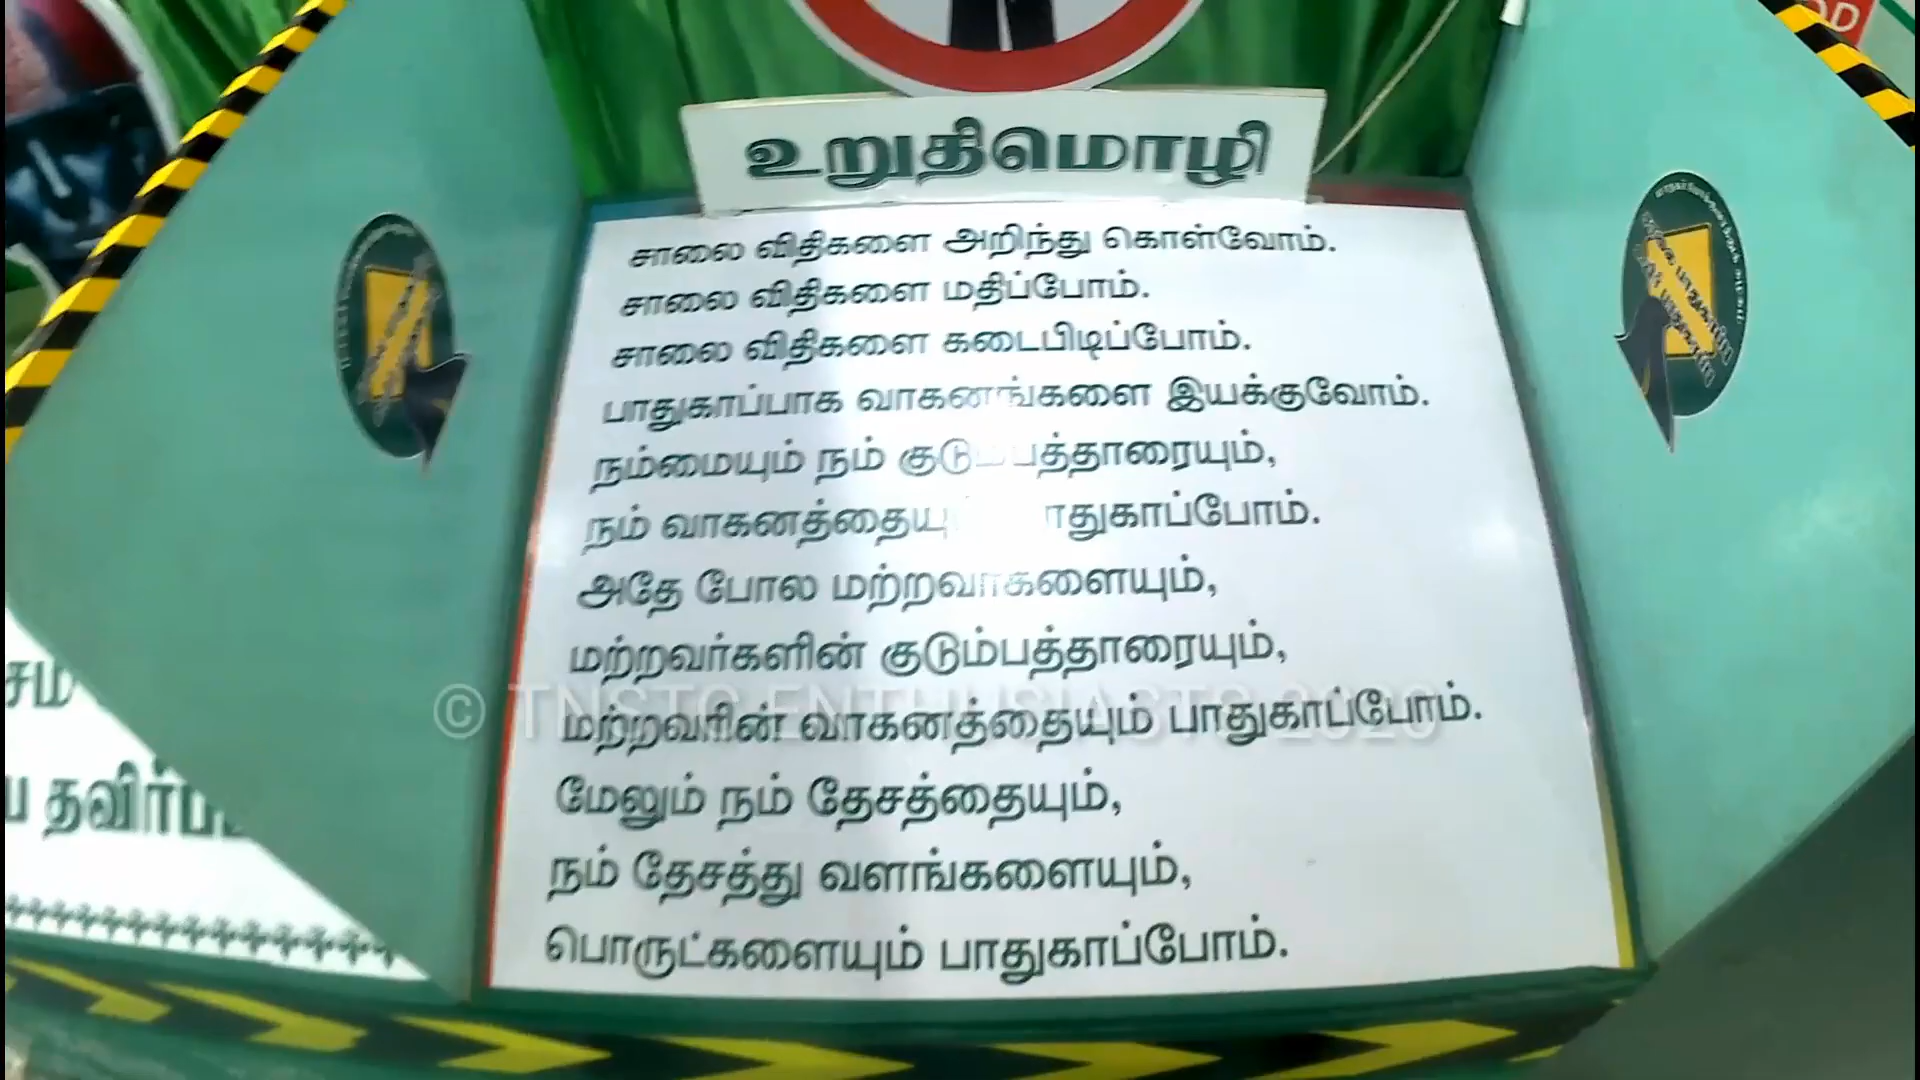 உறுதிமொழி
சாலை விதிகளை அறிந்து கொள்வோம்.
சாலை விதிகளை மதிப்போம்.
சாலை விதிகளை கடைபிடிப்போம்.
பாதுகாப்பாக வாகனங்களை இயக்குவோம்.
நம்மையும் நம் குடும்பத்தாரையும்,
நம் வாகனத்தையும் பாதுகாப்போம்.
அதே போல மற்றவர்களையும்,
மற்றவர்களின் குடும்பத்தாரையும்,
மற்றவரின் வாகனத்தையும் பாதுகாப்போம்.
© TNSTC ENTHUSIASTS 2020
மேலும் நம் தேசத்தையும்,
நம் தேசத்து வளங்களையும்,
பொருட்களையும் பாதுகாப்போம்.